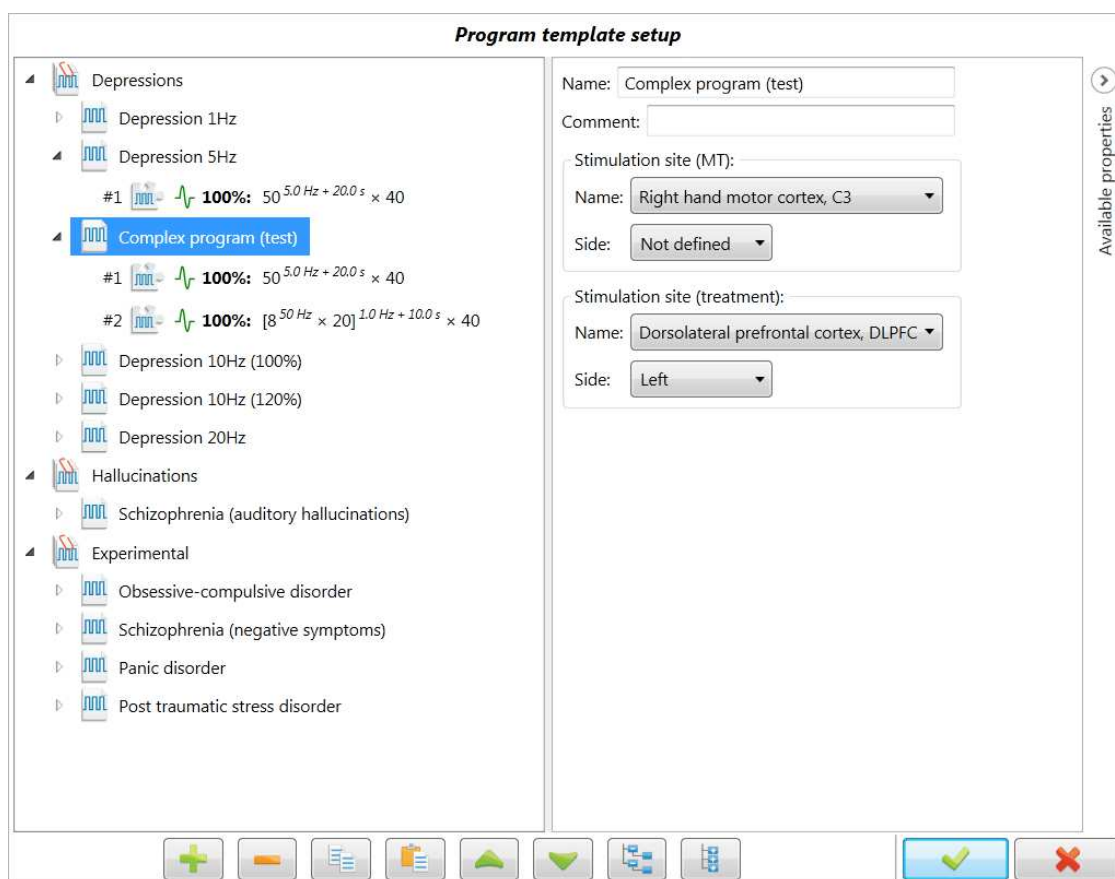 Program template setup
Depressions
Depression 1Hz
Depression 5Hz
#1 100%: 50 5.0 Hz + 20.0 s × 40
Complex program (test)
#1 100%: 50 5.0 Hz + 20.0 s × 40
#2 100%: [8 50 Hz × 20] 1.0 Hz + 10.0 s × 40
Depression 10Hz (100%)
Depression 10Hz (120%)
Depression 20Hz
Hallucinations
Schizophrenia (auditory hallucinations)
Experimental
Obsessive-compulsive disorder
Schizophrenia (negative symptoms)
Panic disorder
Post traumatic stress disorder
Name: Complex program (test)
Comment:
Stimulation site (MT):
Name: Right hand motor cortex, C3
Side: Not defined
Stimulation site (treatment):
Name: Dorsolateral prefrontal cortex, DLPFC
Side: Left
Available properties